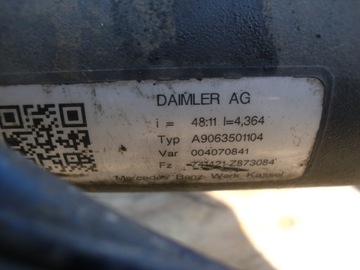 DAIMLER AG
i = 48:11 I=4,364
Typ A9063501104
Var 004070841
Fz
Mercedes Benz Werk Kassel